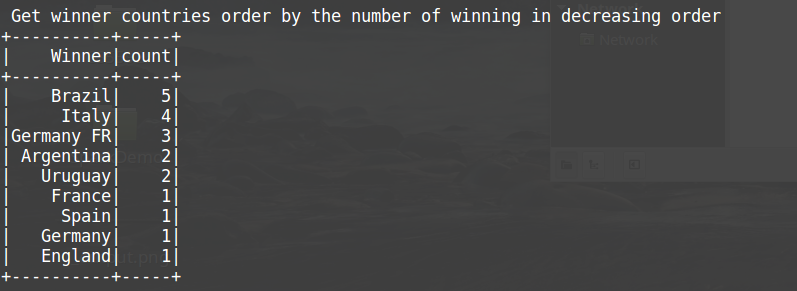 Get winner countries order by the number of winning in decreasing order
+----------+-----+
|    Winner|count|
+----------+-----+
|    Brazil|    5|
|     Italy|    4|
|Germany FR|    3|
| Argentina|    2|
|   Uruguay|    2|
|    France|    1|
|     Spain|    1|
|   Germany|    1|
|   England|    1|
+----------+-----+
Network